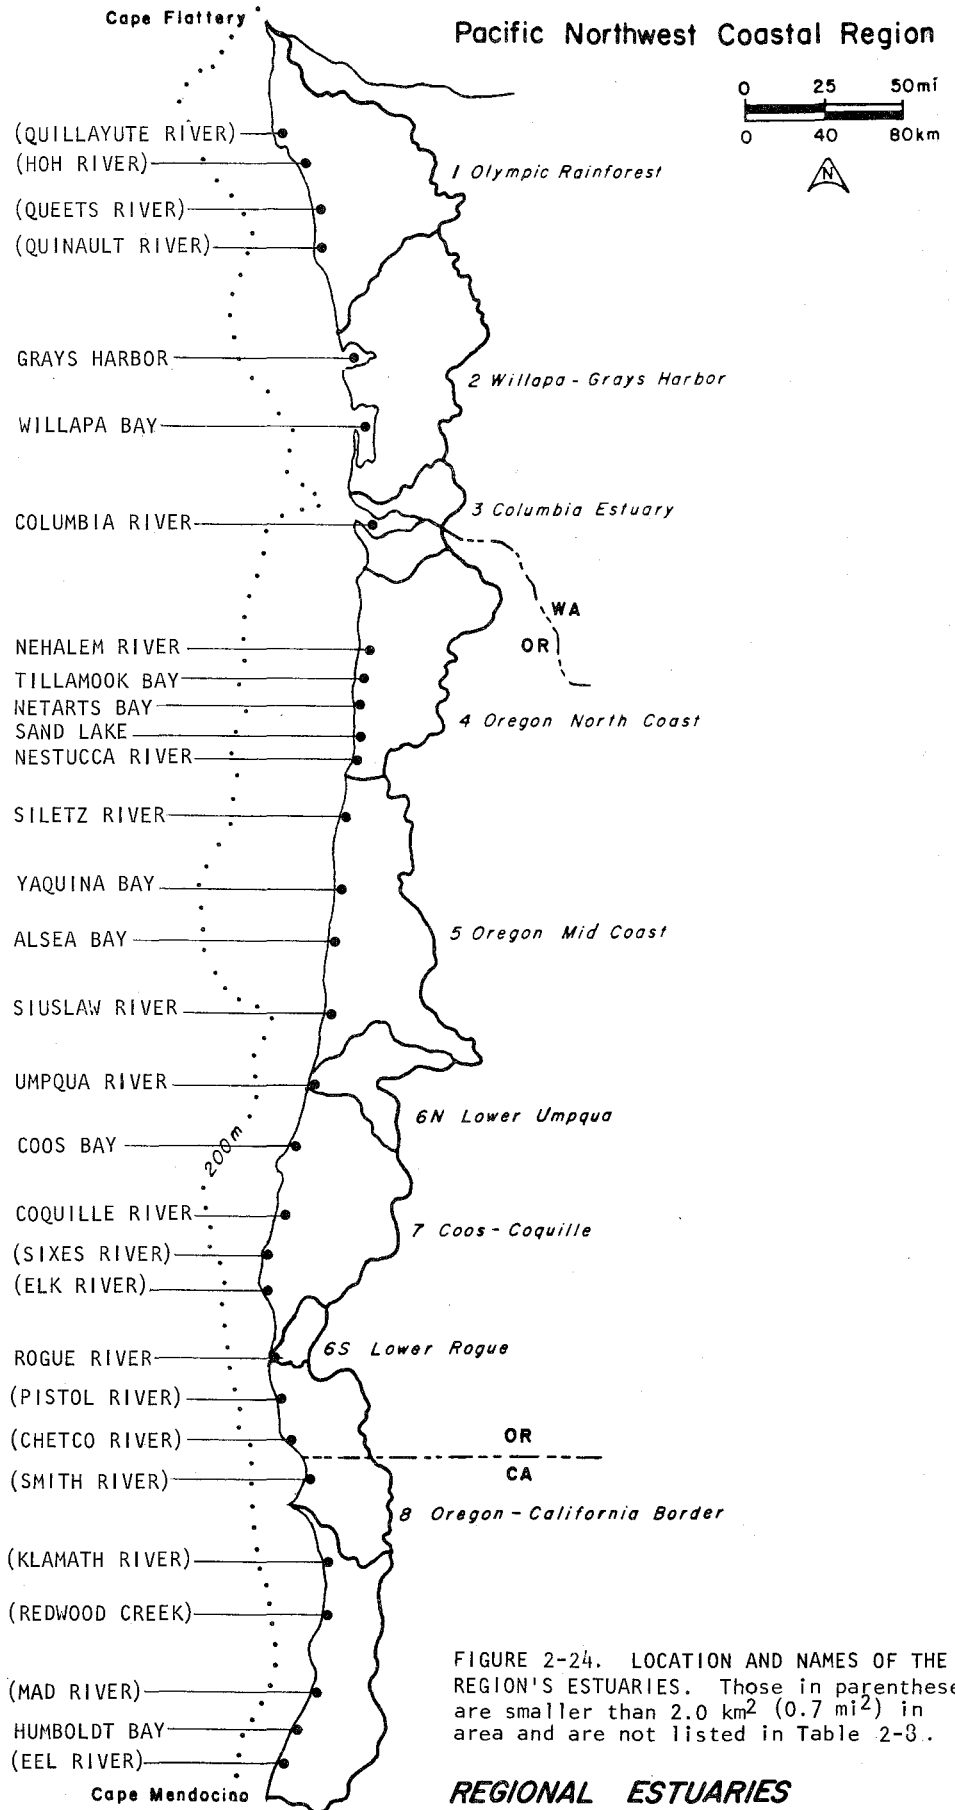 Cape Flattery
Pacific Northwest Coastal Region
0 25 50mi
0 40 80km
N
(QUILLAYUTE RIVER)
(HOH RIVER)
1 Olympic Rainforest
(QUEETS RIVER)
(QUINAULT RIVER)
GRAYS HARBOR
2 Willapa - Grays Harbor
WILLAPA BAY
3 Columbia Estuary
COLUMBIA RIVER
WA
OR
NEHALEM RIVER
TILLAMOOK BAY
NETARTS BAY
4 Oregon North Coast
SAND LAKE
NESTUCCA RIVER
SILETZ RIVER
YAQUINA BAY
5 Oregon Mid Coast
ALSEA BAY
SIUSLAW RIVER
UMPQUA RIVER
6N Lower Umpqua
200m
COOS BAY
COQUILLE RIVER
7 Coos - Coquille
(SIXES RIVER)
(ELK RIVER)
6S Lower Rogue
ROGUE RIVER
(PISTOL RIVER)
(CHETCO RIVER)
OR
CA
(SMITH RIVER)
8 Oregon - California Border
(KLAMATH RIVER)
(REDWOOD CREEK)
(MAD RIVER)
HUMBOLDT BAY
(EEL RIVER)
Cape Mendocino
FIGURE 2-24. LOCATION AND NAMES OF THE
REGION'S ESTUARIES. Those in parenthese
are smaller than 2.0 km² (0.7 mi²) in
area and are not listed in Table 2-8.
REGIONAL ESTUARIES